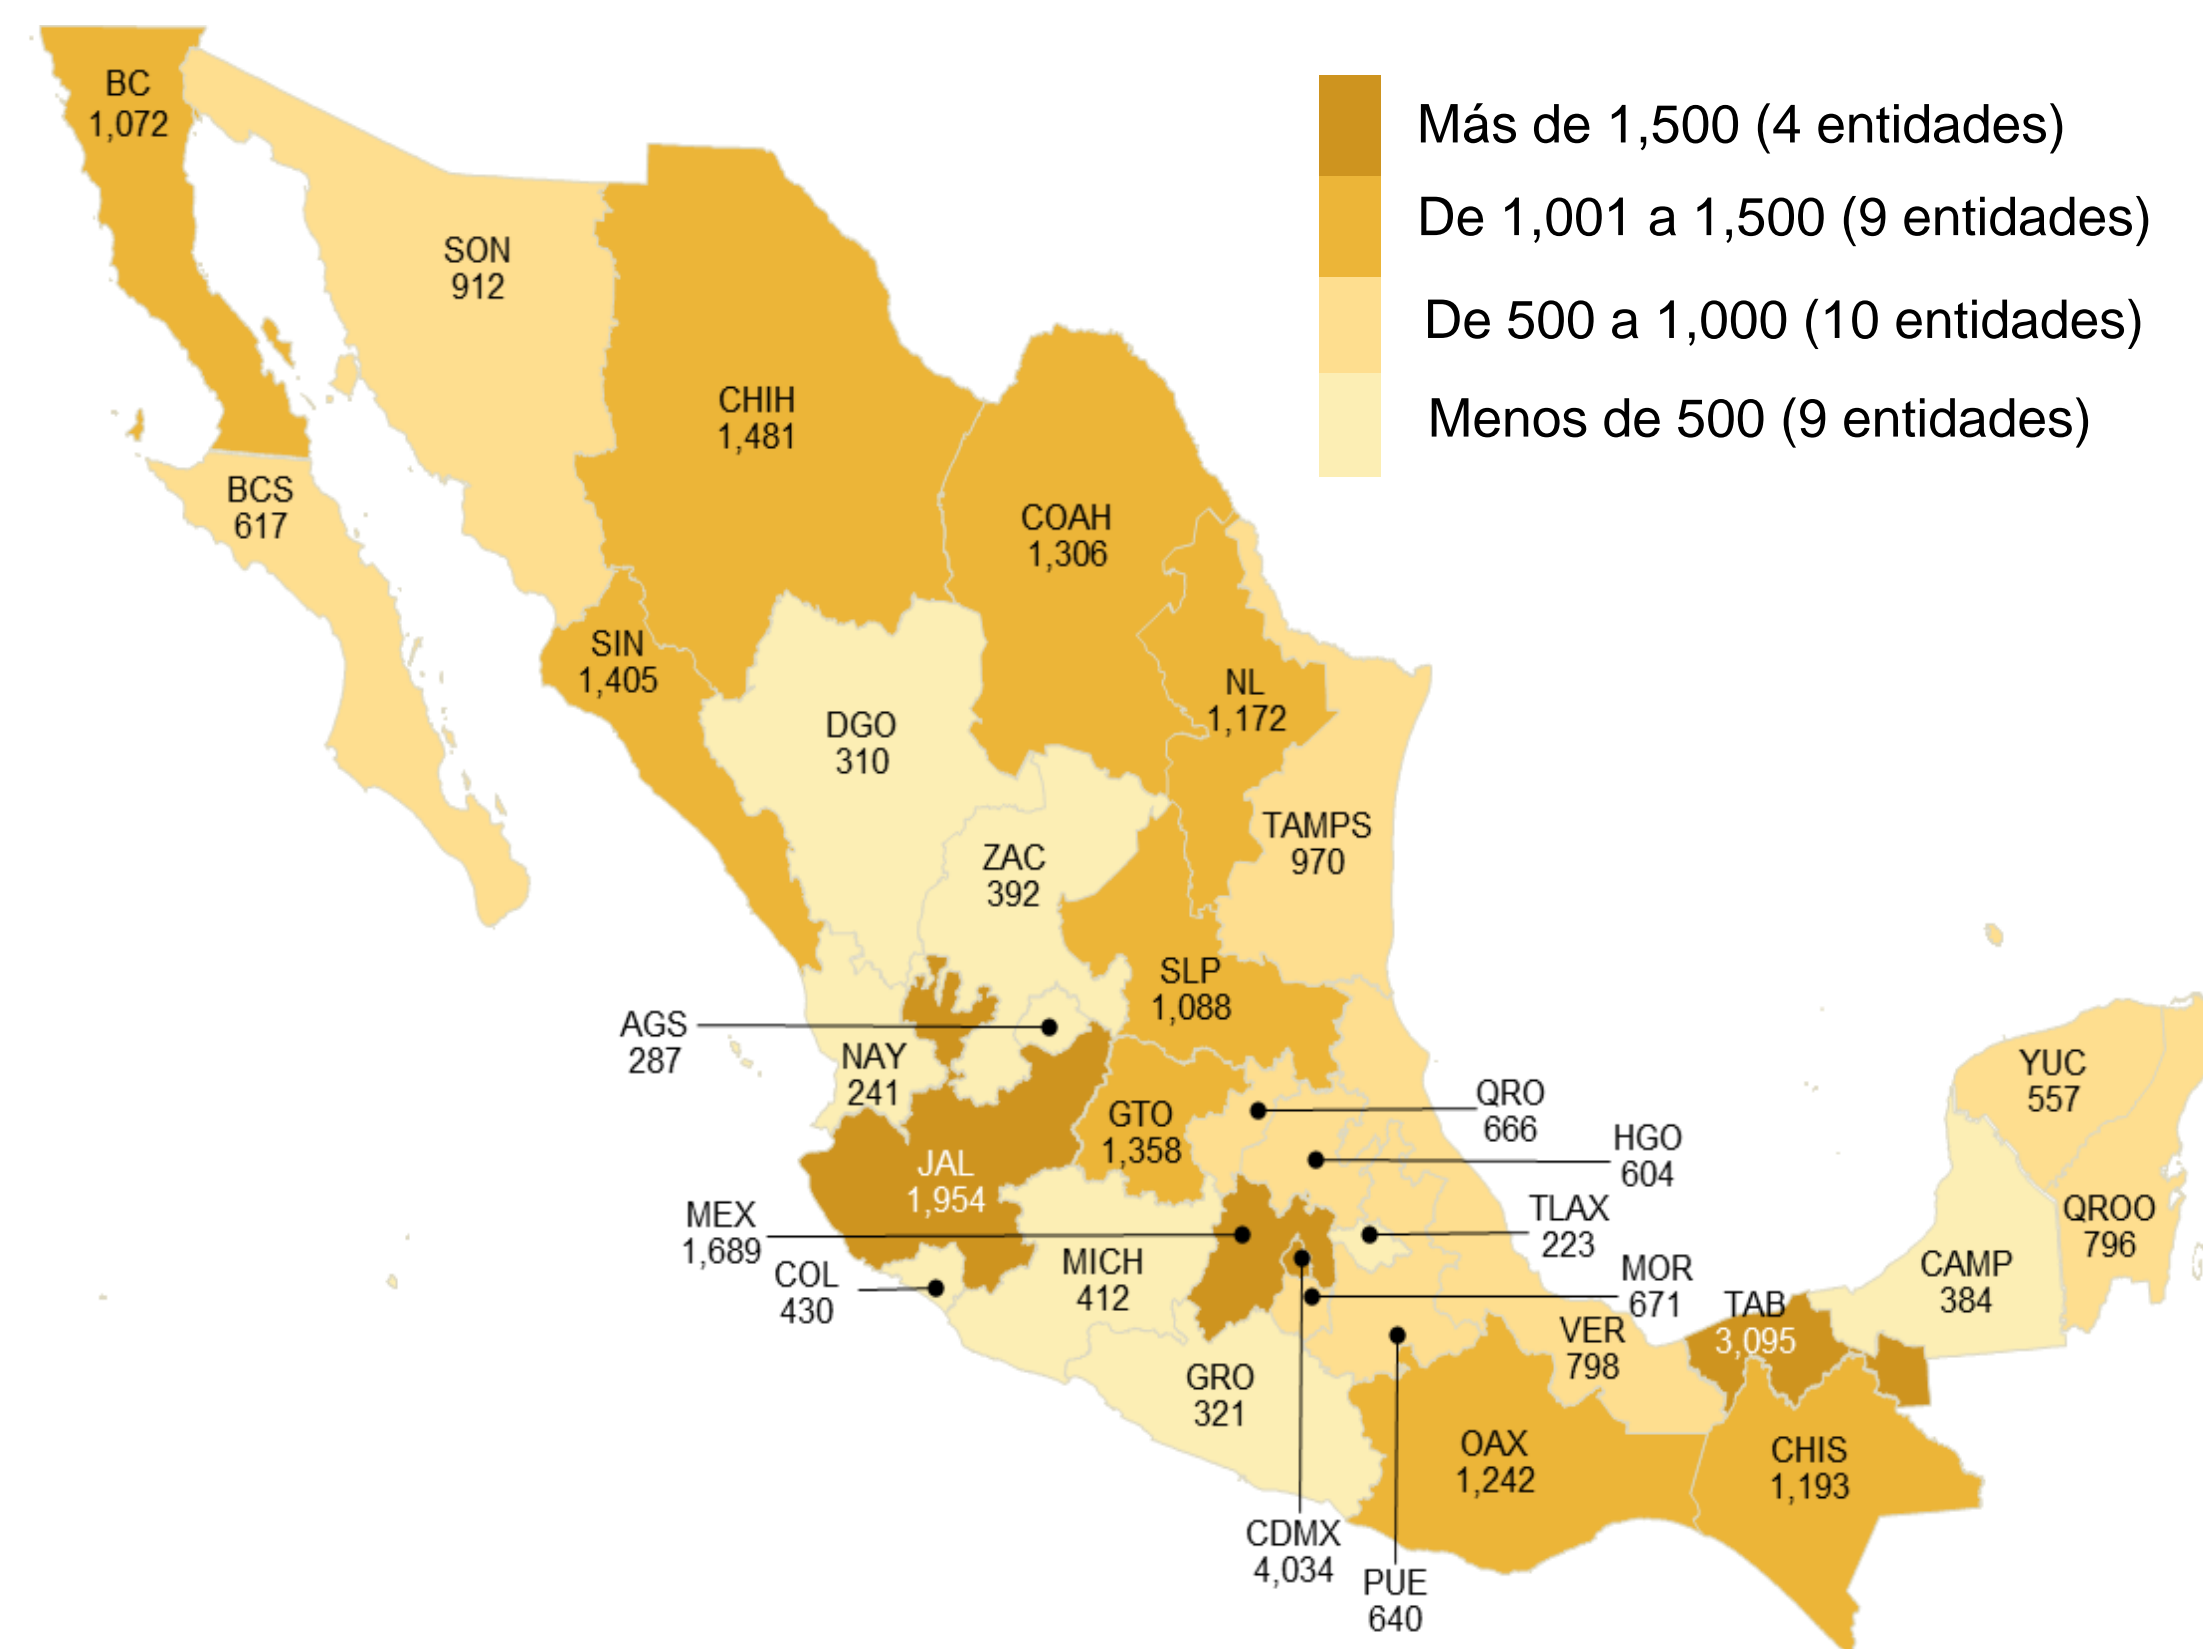 BC
1,072
Más de 1,500 (4 entidades)
De 1,001 a 1,500 (9 entidades)
De 500 a 1,000 (10 entidades)
Menos de 500 (9 entidades)
SON
912
CHIH
1,481
BCS
617
COAH
1,306
SIN
1,405
NL
1,172
DGO
310
TAMPS
970
ZAC
392
SLP
1,088
AGS
287
NAY
241
YUC
557
QRO
666
GTO
1,358
HGO
604
JAL
1,954
MEX
1,689
TLAX
223
QROO
796
COL
430
MICH
412
MOR
671
CAMP
384
TAB
3,095
VER
798
GRO
321
OAX
1,242
CHIS
1,193
CDMX
4,034
PUE
640